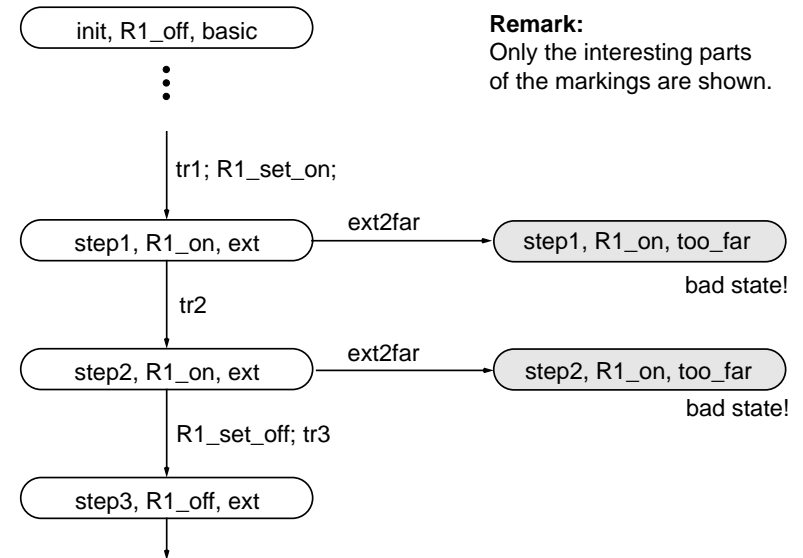 init, R1_off, basic
Remark:
Only the interesting parts
of the markings are shown.
tr1; R1_set_on;
step1, R1_on, ext
ext2far
step1, R1_on, too_far
bad state!
tr2
step2, R1_on, ext
ext2far
step2, R1_on, too_far
bad state!
R1_set_off; tr3
step3, R1_off, ext